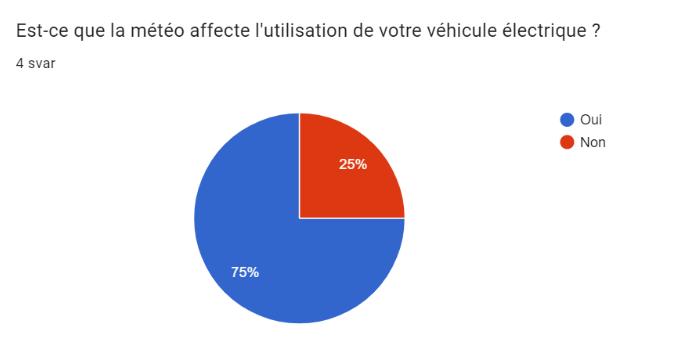 Est-ce que la météo affecte l'utilisation de votre véhicule électrique ?
4 svar
Oui
Non
25%
75%